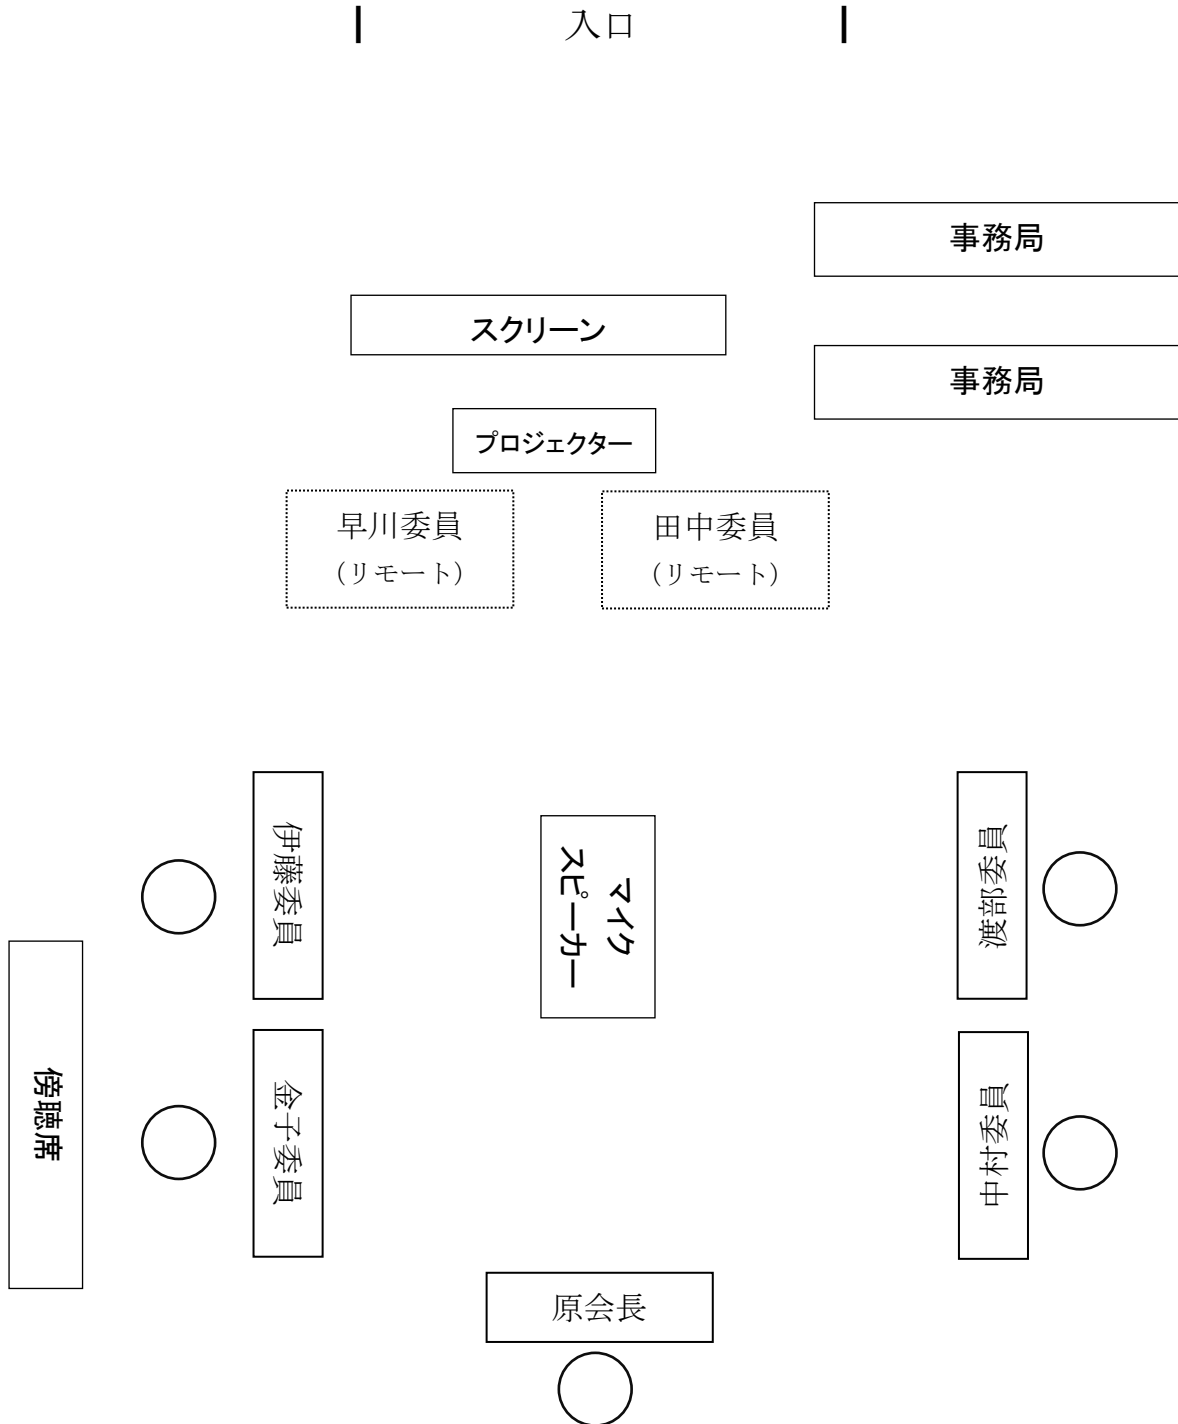 入口
事務局
スクリーン
事務局
プロジェクター
早川委員
（リモート）
田中委員
（リモート）
伊藤委員
マイク
スピーカー
渡部委員
傍聴席
金子委員
中村委員
原会長